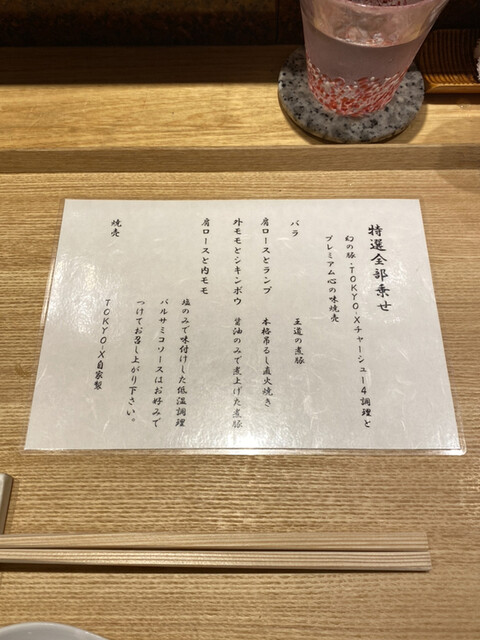 特選全部乗せ
幻の豚・TOKYO-Xチャーシュー4調理と
プレミアム心の味焼売
バラ 王道の煮豚
肩ロースとランプ 本格吊るし直火焼き
外モモとシキンボウ 醤油のみで煮上げた煮豚
肩ロースと内モモ 塩のみで味付けした低温調理
バルサミコソースはお好みで
つけてお召し上がり下さい。
焼売 TOKYO-X自家製